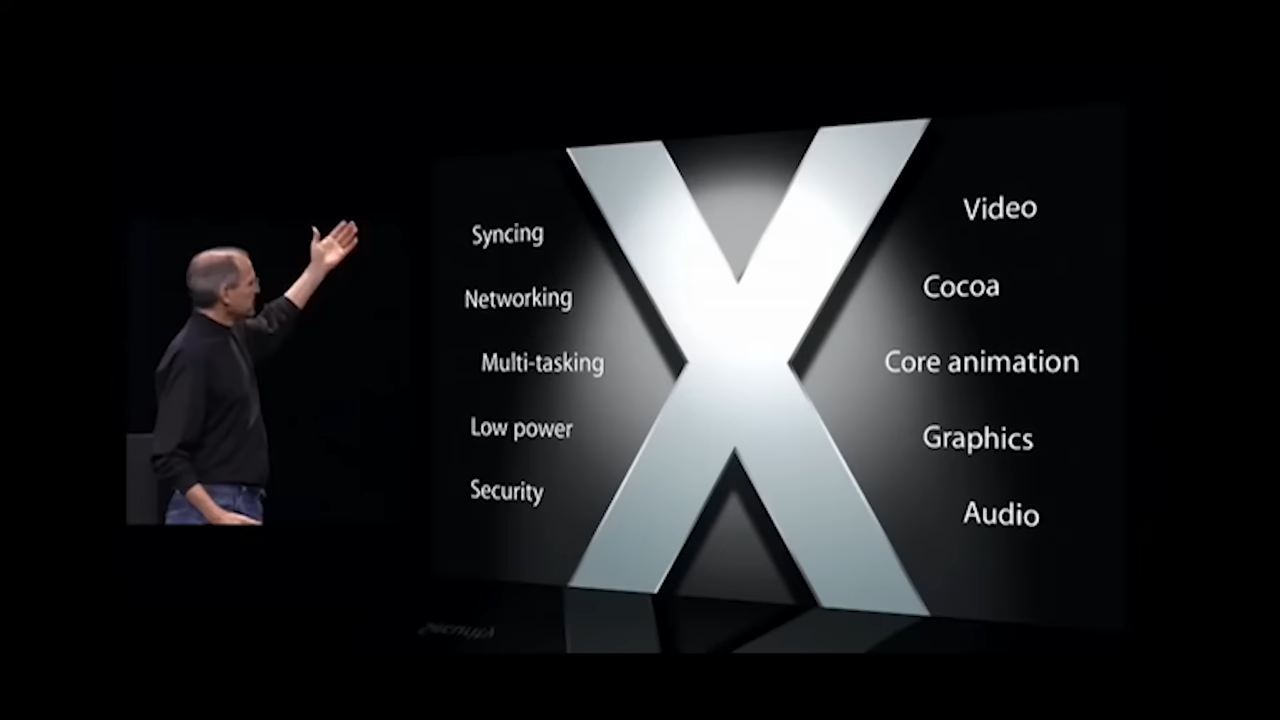 Syncing
Networking
Multi-tasking
Low power
Security
X
Video
Cocoa
Core animation
Graphics
Audio